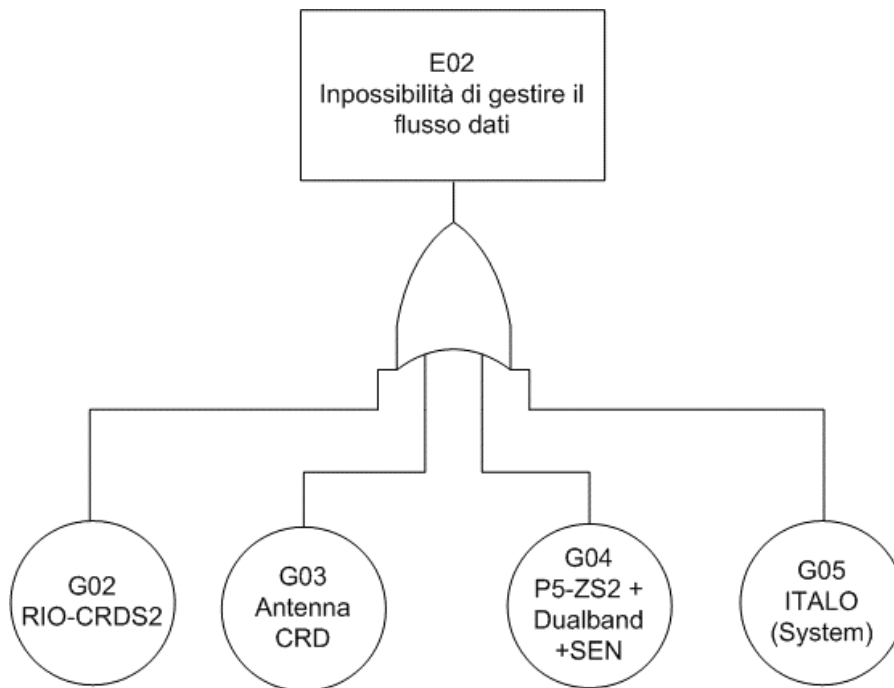 E02
Inpossibilità di gestire il
flusso dati
G02
RIO-CRDS2
G03
Antenna
CRD
G04
P5-ZS2 +
Dualband
+SEN
G05
ITALO
(System)